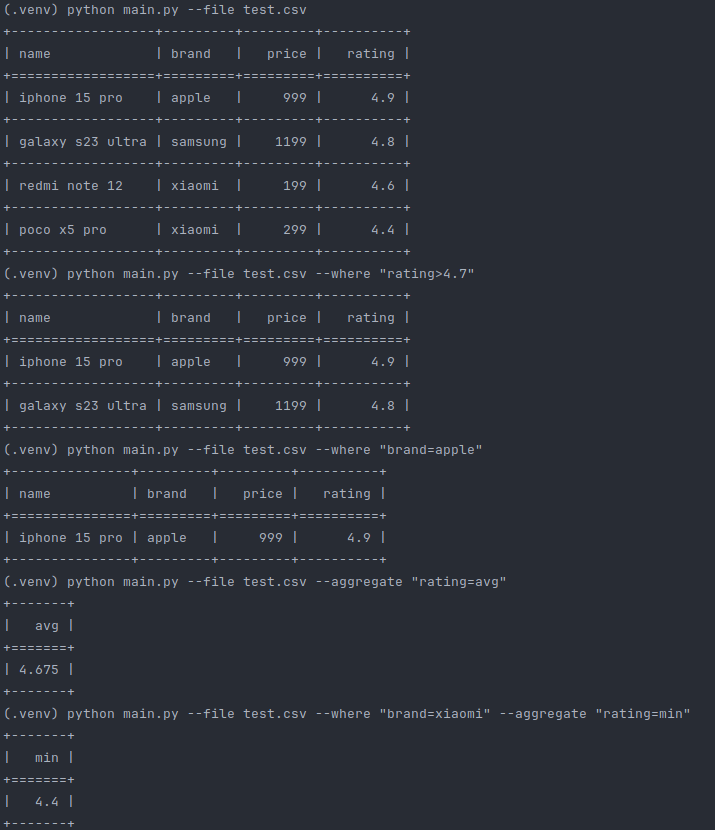 (.venv) python main.py --file test.csv
+------------------+---------+---------+----------+
| name             | brand   |   price |   rating |
+==================+=========+=========+==========+
| iphone 15 pro    | apple   |     999 |      4.9 |
+------------------+---------+---------+----------+
| galaxy s23 ultra | samsung |    1199 |      4.8 |
+------------------+---------+---------+----------+
| redmi note 12    | xiaomi  |     199 |      4.6 |
+------------------+---------+---------+----------+
| poco x5 pro      | xiaomi  |     299 |      4.4 |
+------------------+---------+---------+----------+
(.venv) python main.py --file test.csv --where "rating>4.7"
+------------------+---------+---------+----------+
| name             | brand   |   price |   rating |
+==================+=========+=========+==========+
| iphone 15 pro    | apple   |     999 |      4.9 |
+------------------+---------+---------+----------+
| galaxy s23 ultra | samsung |    1199 |      4.8 |
+------------------+---------+---------+----------+
(.venv) python main.py --file test.csv --where "brand=apple"
+---------------+---------+---------+----------+
| name          | brand   |   price |   rating |
+===============+=========+=========+==========+
| iphone 15 pro | apple   |     999 |      4.9 |
+---------------+---------+---------+----------+
(.venv) python main.py --file test.csv --aggregate "rating=avg"
+-------+
|   avg |
+=======+
| 4.675 |
+-------+
(.venv) python main.py --file test.csv --where "brand=xiaomi" --aggregate "rating=min"
+-------+
|   min |
+=======+
|   4.4 |
+-------+